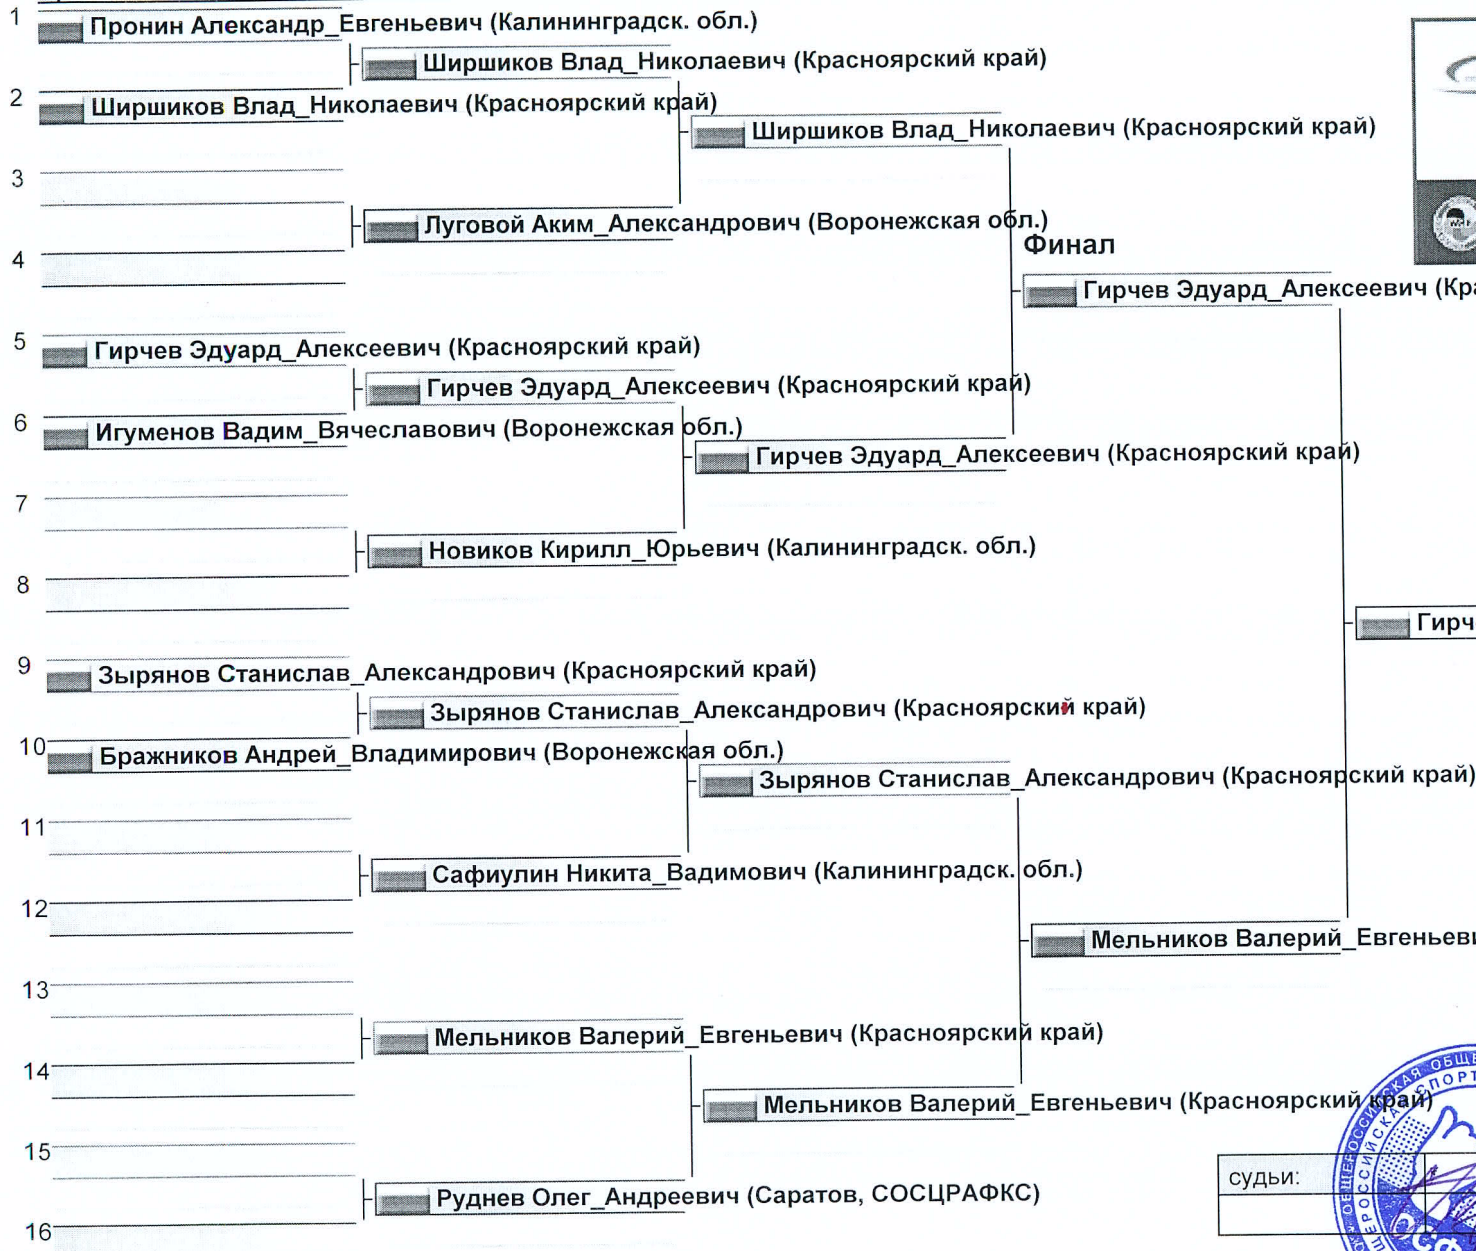 1
Пронин Александр_Евгеньевич (Калининградск. обл.)
Ширшиков Влад_Николаевич (Красноярский край)
2
Ширшиков Влад_Николаевич (Красноярский край)
Ширшиков Влад_Николаевич (Красноярский край)
3
Луговой Аким_Александрович (Воронежская обл.)
4
Финал
Гирчев Эдуард_Алексеевич (Кра
5
Гирчев Эдуард_Алексеевич (Красноярский край)
Гирчев Эдуард_Алексеевич (Красноярский край)
6
Игуменов Вадим_Вячеславович (Воронежская обл.)
Гирчев Эдуард_Алексеевич (Красноярский край)
7
Новиков Кирилл_Юрьевич (Калининградск. обл.)
8
Гирч
9
Зырянов Станислав_Александрович (Красноярский край)
Зырянов Станислав_Александрович (Красноярский край)
10
Бражников Андрей_Владимирович (Воронежская обл.)
Зырянов Станислав_Александрович (Красноярский край)
11
Сафиулин Никита_Вадимович (Калининградск. обл.)
12
Мельников Валерий_Евгеньеви
13
Мельников Валерий_Евгеньевич (Красноярский край)
14
Мельников Валерий_Евгеньевич (Красноярский край)
15
судьи:
Руднев Олег_Андреевич (Саратов, СОСЦРАФКС)
16